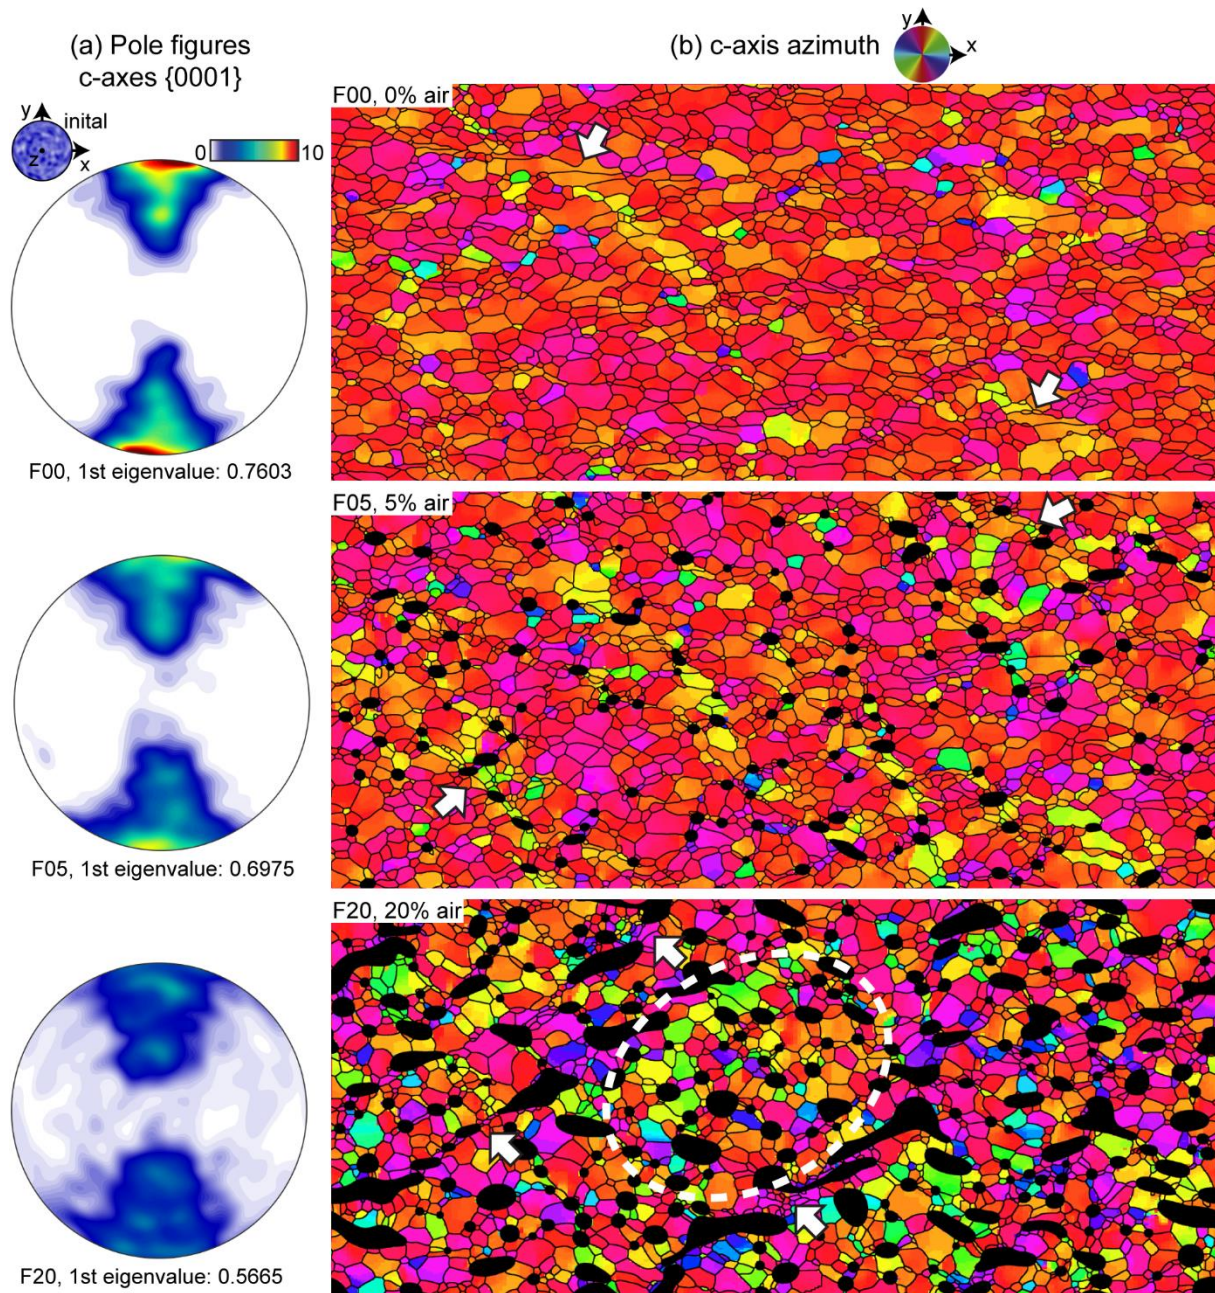 (a) Pole figures
c-axes {0001}
y
inital
z
x
0
10
F00, 1st eigenvalue: 0.7603
F05, 1st eigenvalue: 0.6975
F20, 1st eigenvalue: 0.5665
(b) c-axis azimuth
y
x
F00, 0% air
F05, 5% air
F20, 20% air